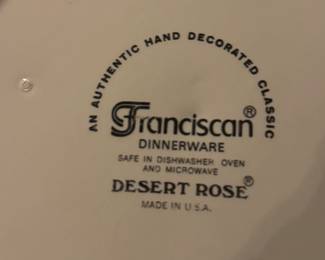 AN AUTHENTIC HAND DECORATED CLASSIC
Franciscan®
DINNERWARE
SAFE IN DISHWASHER OVEN
AND MICROWAVE
DESERT ROSE®
MADE IN U.S.A.